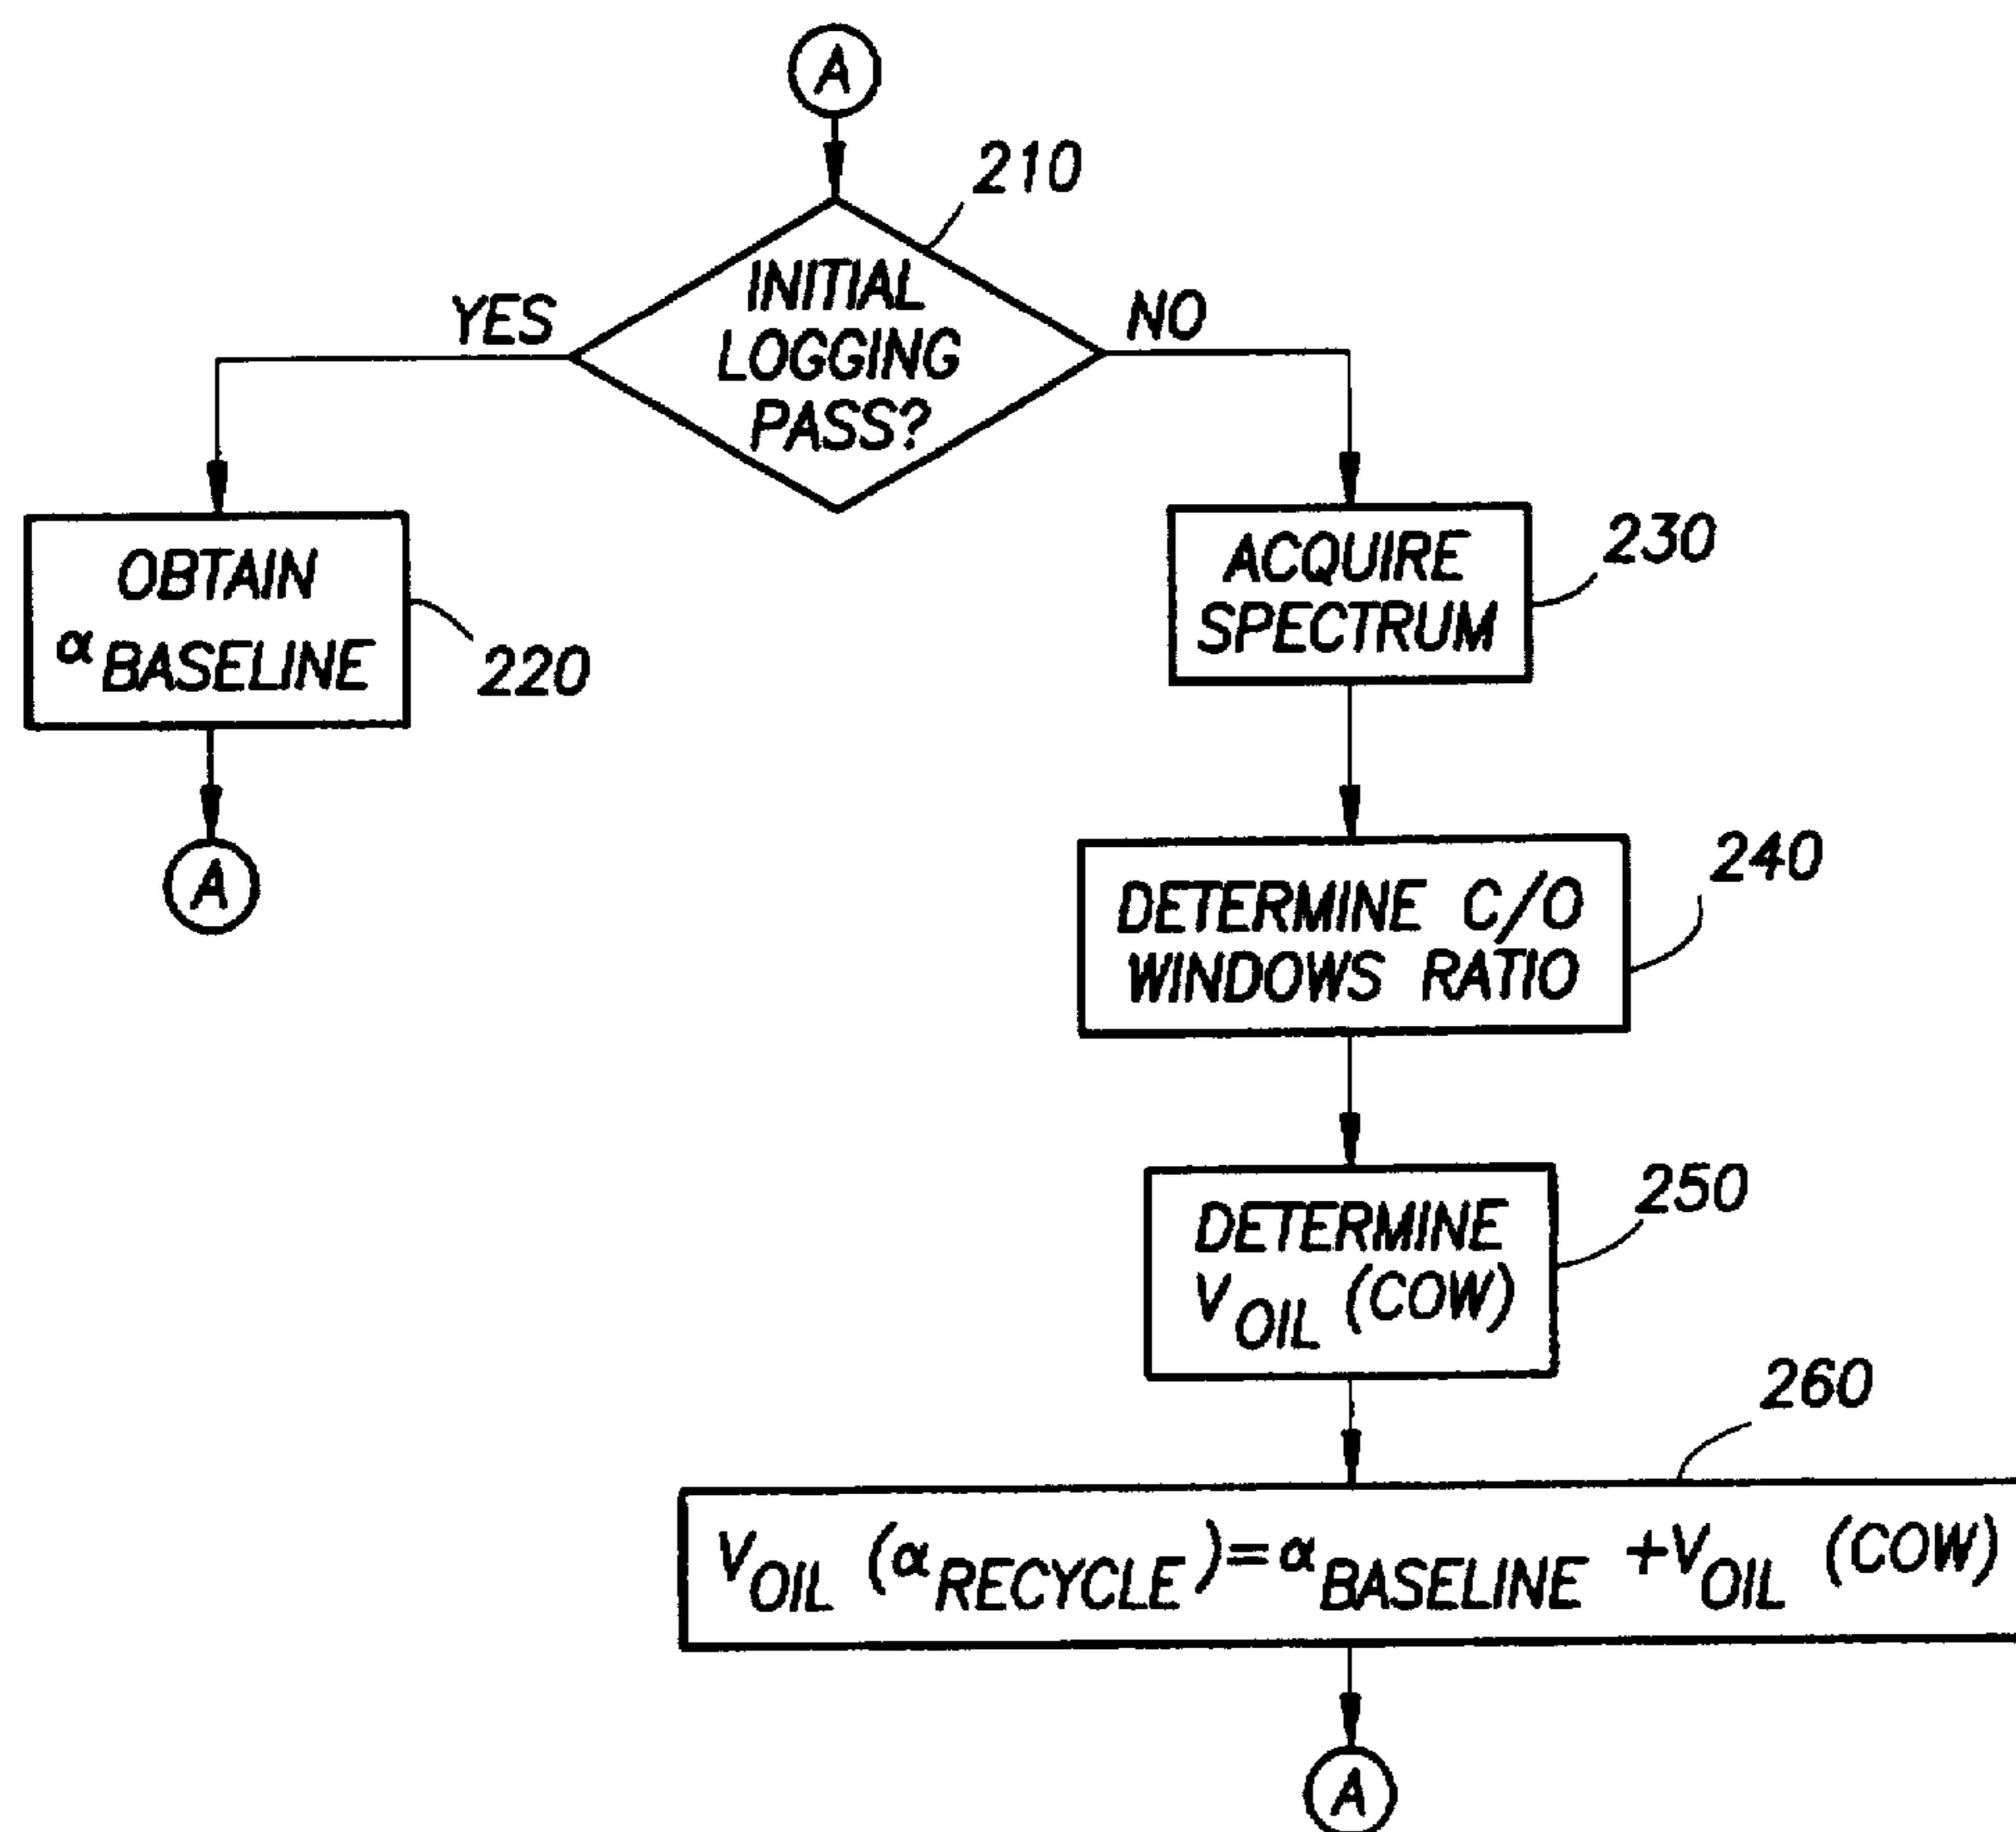 A
210
INITIAL
LOGGING
PASS?
YES
NO
OBTAIN
αBASELINE
220
A
ACQUIRE
SPECTRUM
230
DETERMINE C/O
WINDOWS RATIO
240
DETERMINE
VOIL (COW)
250
260
VOIL (αRECYCLE)=αBASELINE +VOIL (COW)
A